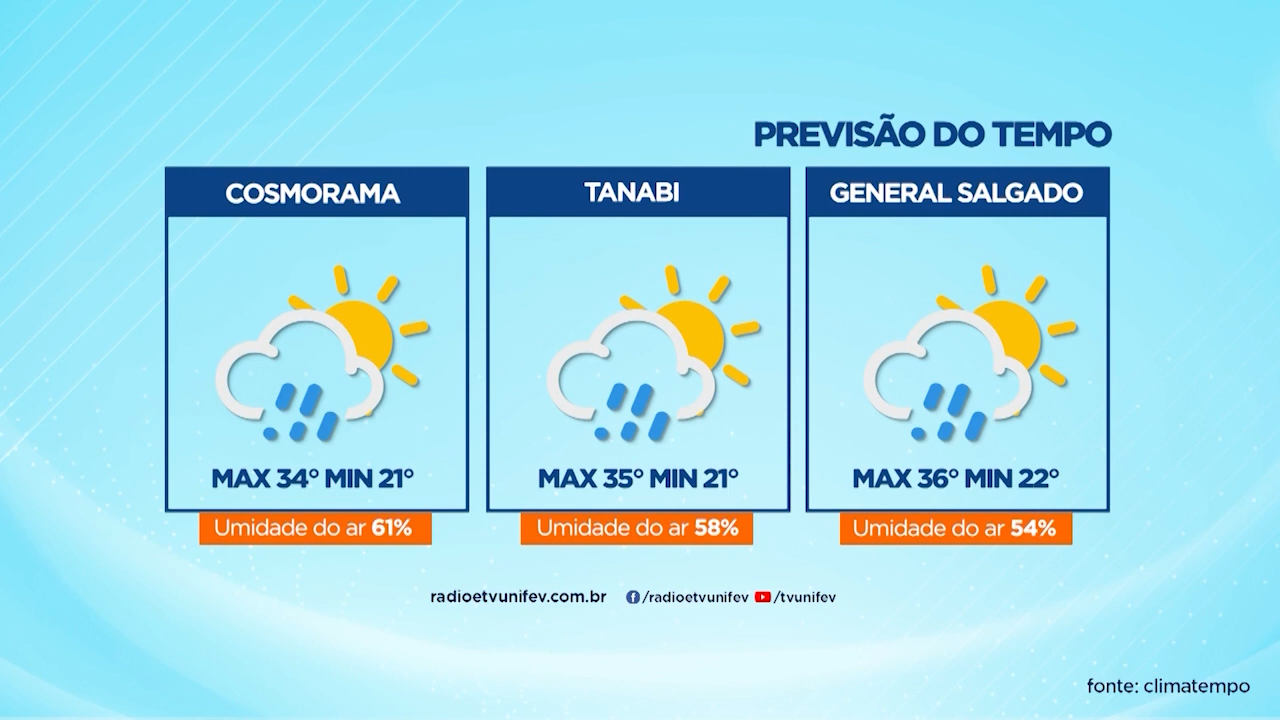 PREVISÃO DO TEMPO
COSMORAMA
MAX 34° MIN 21°
Umidade do ar 61%
TANABI
MAX 35° MIN 21°
Umidade do ar 58%
GENERAL SALGADO
MAX 36° MIN 22°
Umidade do ar 54%
radioetvunifev.com.br /radioetvunifev /tvunifev
fonte: climatempo